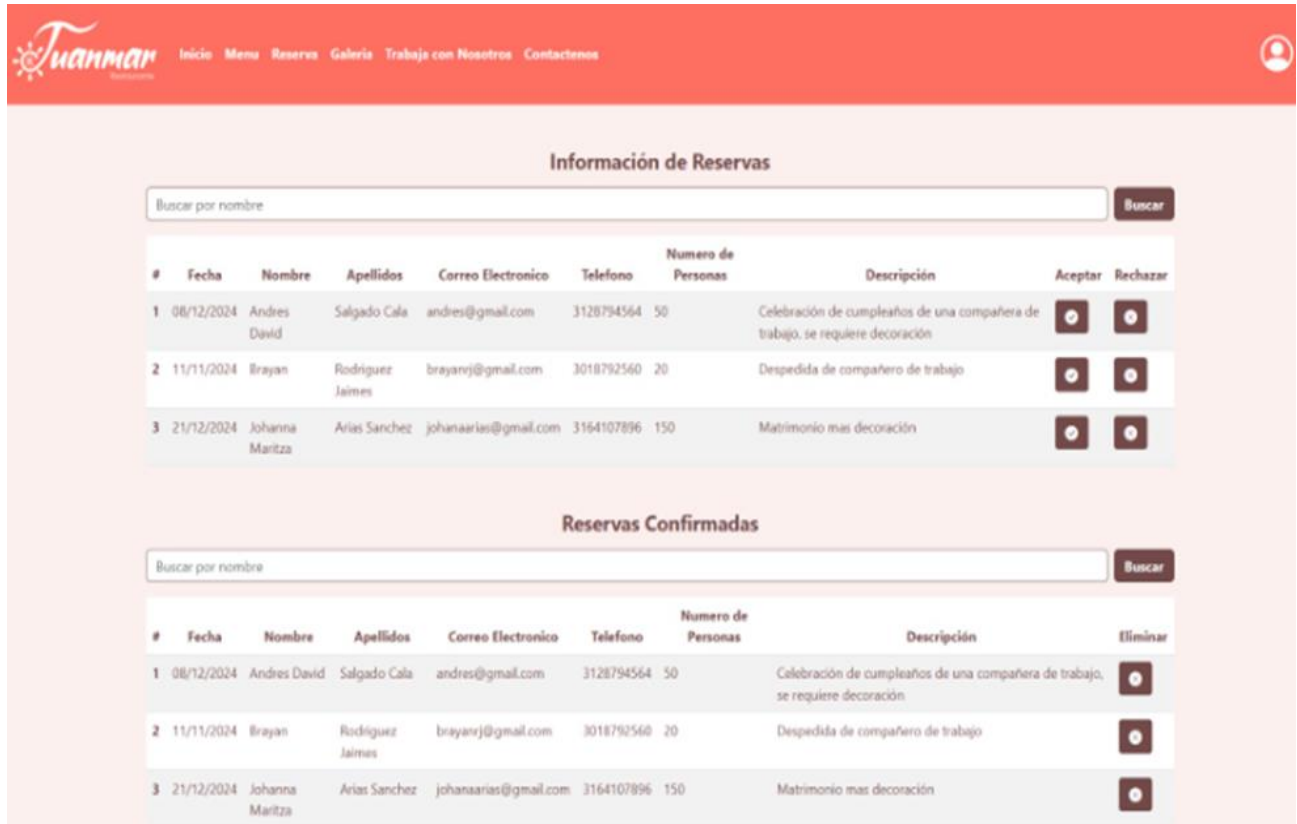 Tuanmar
Restaurante
Inicio Menu Reserva Galeria Trabaja con Nosotros Contactenos
Información de Reservas
Buscar por nombre Buscar
# Fecha Nombre Apellidos Correo Electronico Telefono Numero de Personas Descripción Aceptar Rechazar
1 08/12/2024 Andres David Salgado Cala andres@gmail.com 3128794564 50 Celebración de cumpleaños de una compañera de trabajo, se requiere decoración
2 11/11/2024 Brayan Rodriguez Jaimes brayanrj@gmail.com 3018792560 20 Despedida de compañero de trabajo
3 21/12/2024 Johanna Maritza Arias Sanchez johanaarias@gmail.com 3164107896 150 Matrimonio mas decoración
Reservas Confirmadas
Buscar por nombre Buscar
# Fecha Nombre Apellidos Correo Electronico Telefono Numero de Personas Descripción Eliminar
1 08/12/2024 Andres David Salgado Cala andres@gmail.com 3128794564 50 Celebración de cumpleaños de una compañera de trabajo, se requiere decoración
2 11/11/2024 Brayan Rodriguez Jaimes brayanrj@gmail.com 3018792560 20 Despedida de compañero de trabajo
3 21/12/2024 Johanna Maritza Arias Sanchez johanaarias@gmail.com 3164107896 150 Matrimonio mas decoración